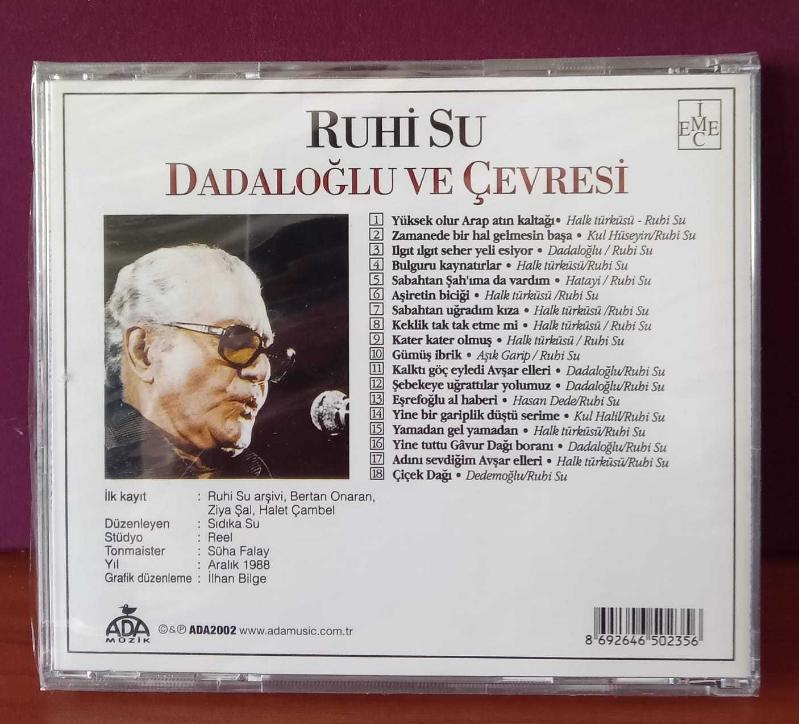 RUHİ SU
DADALOĞLU VE ÇEVRESİ
I
EMEC
C
1 Yüksek olur Arap atın kaltağı • Halk türküsü - Ruhi Su
2 Zamanede bir hal gelmesin başa • Kul Hüseyin/Ruhi Su
3 Ilgıt ılgıt seher yeli esiyor • Dadaloğlu / Ruhi Su
4 Bulguru kaynatırlar • Halk türküsü/Ruhi Su
5 Sabahtan Şah'ıma da vardım • Hatayi / Ruhi Su
6 Aşiretin biciği • Halk türküsü /Ruhi Su
7 Sabahtan uğradım kıza • Halk türküsü / Ruhi Su
8 Keklik tak tak etme mi • Halk türküsü / Ruhi Su
9 Kater kater olmuş • Halk türküsü / Ruhi Su
10 Gümüş ibrik • Aşık Garip / Ruhi Su
11 Kalktı göç eyledi Avşar elleri • Dadaloğlu/Ruhi Su
12 Şebekeye uğrattılar yolumuz • Dadaloğlu/Ruhi Su
13 Eşrefoğlu al haberi • Hasan Dede/Ruhi Su
14 Yine bir gariplik düştü serime • Kul Halil/Ruhi Su
15 Yamadan gel yamadan • Halk türküsü/Ruhi Su
16 Yine tuttu Gâvur Dağı boranı • Dadaloğlu/Ruhi Su
17 Adını sevdiğim Avşar elleri • Halk türküsü/Ruhi Su
18 Çiçek Dağı • Dedemoğlu/Ruhi Su
İlk kayıt : Ruhi Su arşivi, Bertan Onaran,
Ziya Şal, Halet Çambel
Düzenleyen : Sıdıka Su
Stüdyo : Reel
Tonmaister : Süha Falay
Yıl : Aralık 1988
Grafik düzenleme : İlhan Bilge
ADA
MÜZİK
©&℗ ADA2002 www.adamusic.com.tr
8 692646 502356